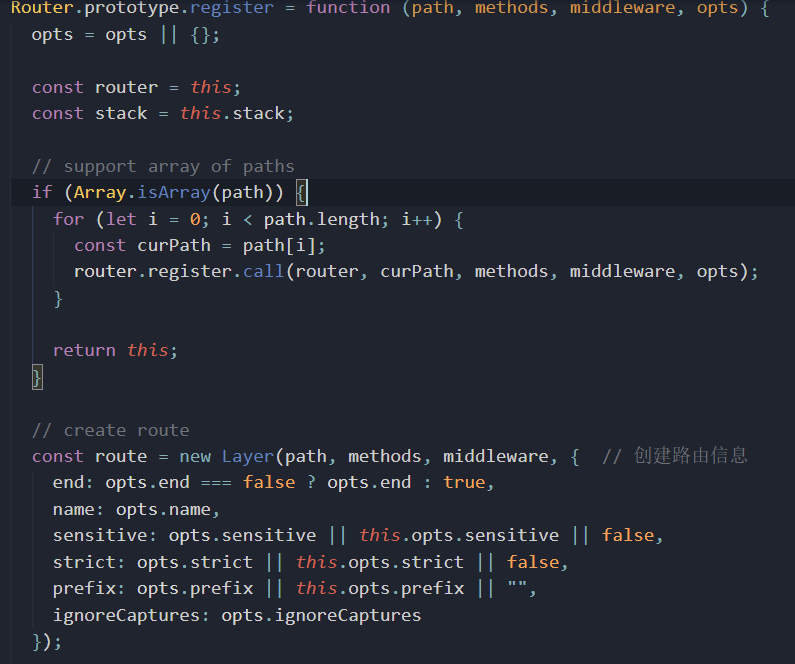 Router.prototype.register = function (path, methods, middleware, opts) {
opts = opts || {};
const router = this;
const stack = this.stack;
// support array of paths
if (Array.isArray(path)) {
for (let i = 0; i < path.length; i++) {
const curPath = path[i];
router.register.call(router, curPath, methods, middleware, opts);
}
return this;
}
// create route
const route = new Layer(path, methods, middleware, {  // 创建路由信息
end: opts.end === false ? opts.end : true,
name: opts.name,
sensitive: opts.sensitive || this.opts.sensitive || false,
strict: opts.strict || this.opts.strict || false,
prefix: opts.prefix || this.opts.prefix || "",
ignoreCaptures: opts.ignoreCaptures
});